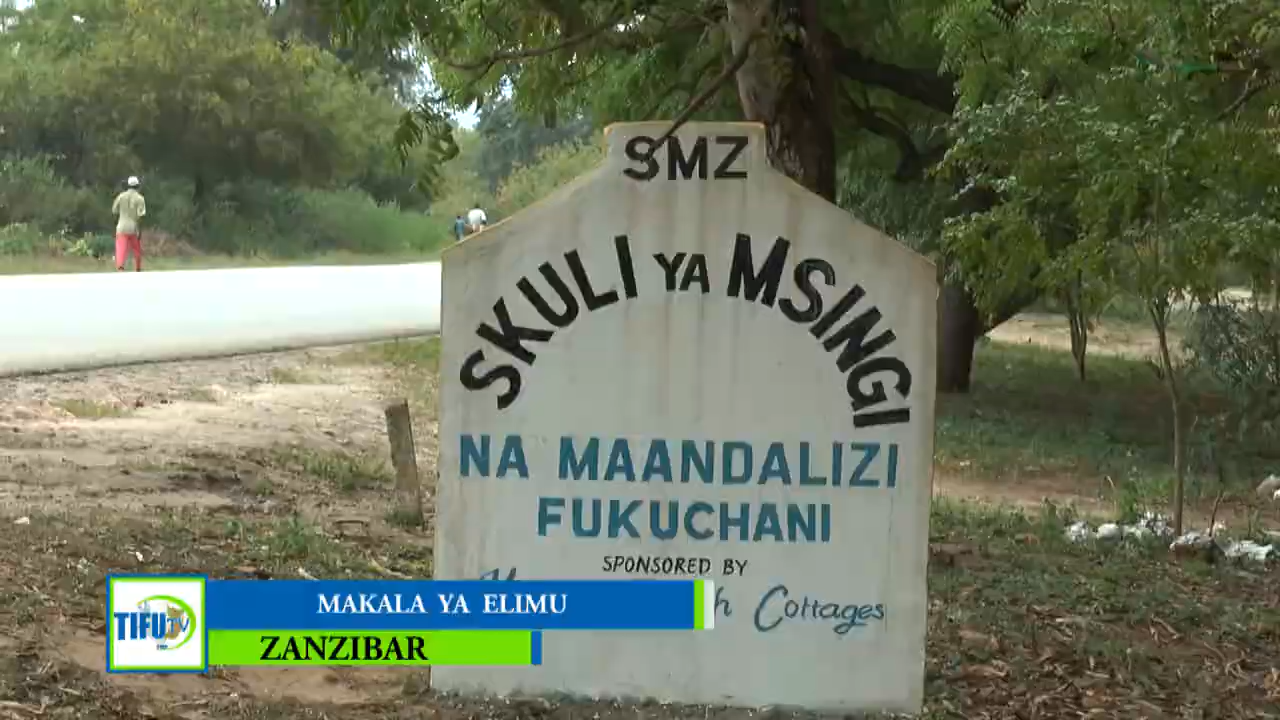 SMZ
SKULI YA MSINGI
NA MAANDALIZI
FUKUCHANI
SPONSORED BY
Cottages
TIFU TV
MAKALA YA ELIMU
ZANZIBAR